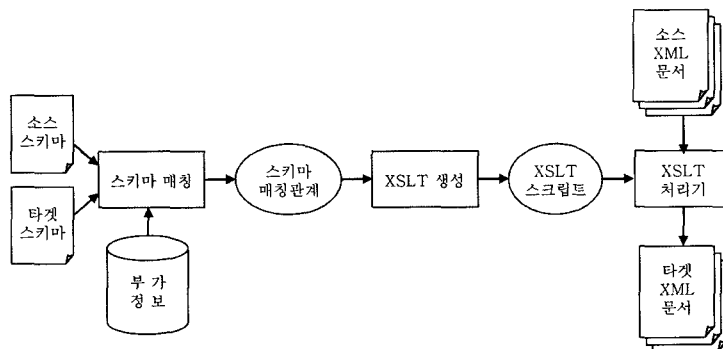 소스
XML
문서
소스
스키마
타겟
스키마
스키마 매칭
부 가
정 보
스키마
매칭관계
XSLT 생성
XSLT
스크립트
XSLT
처리기
타겟
XML
문서